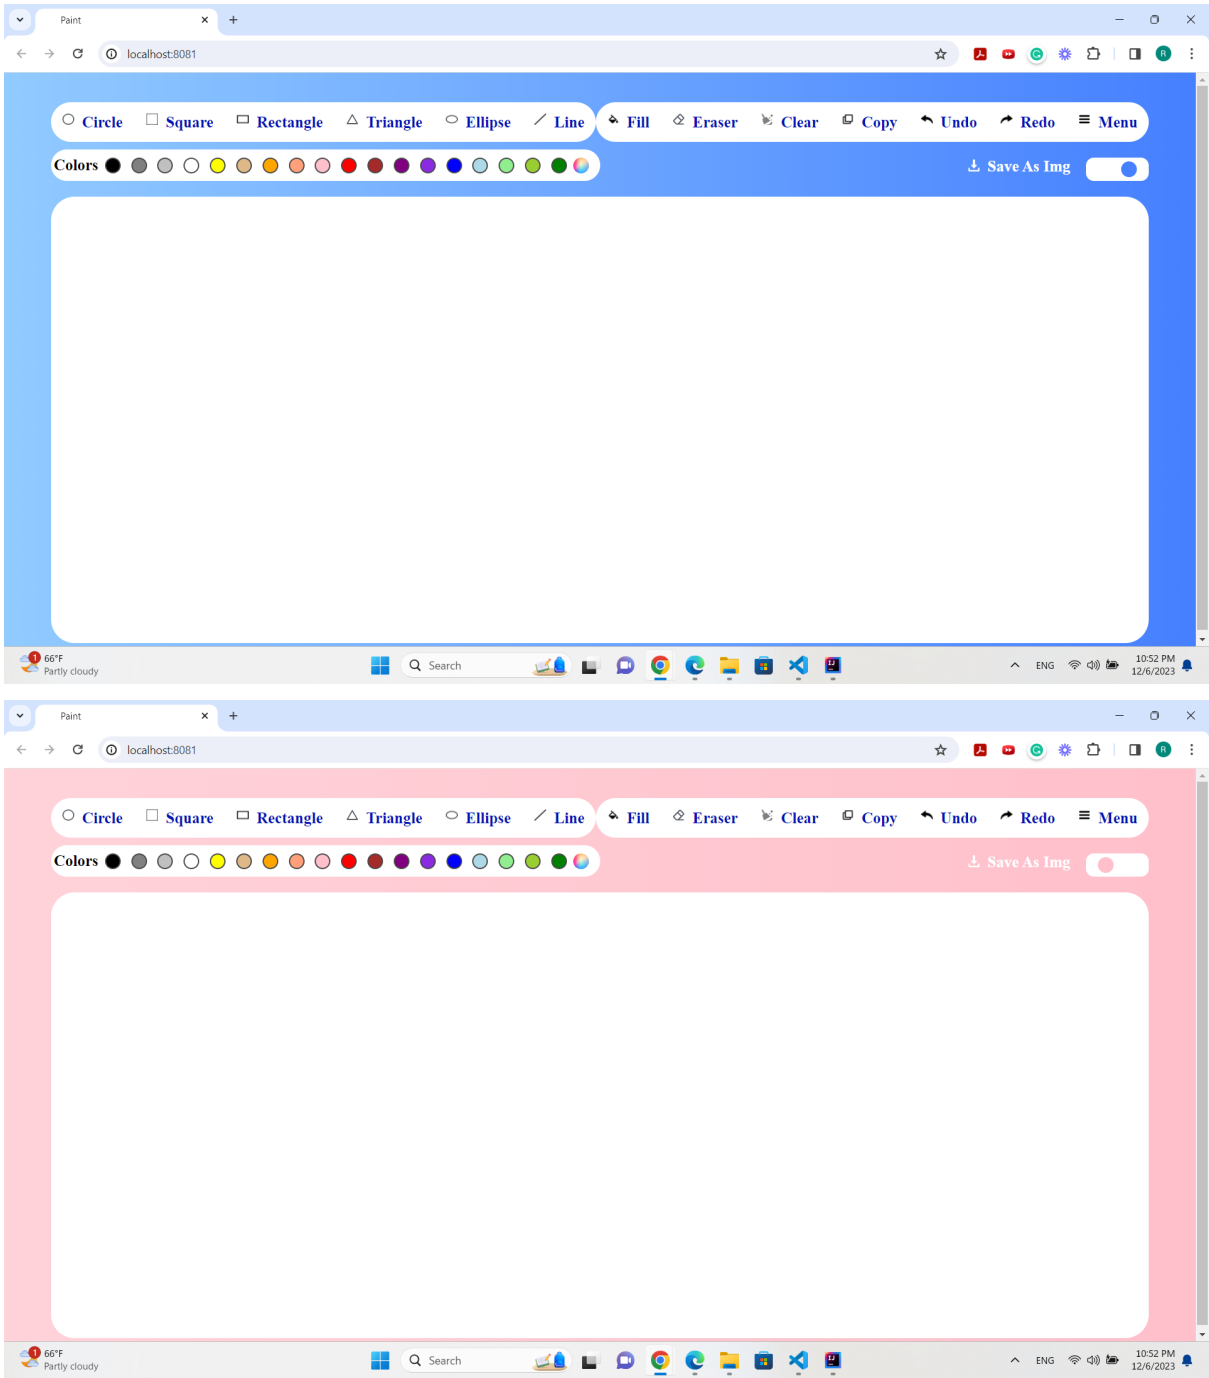 Paint
localhost:8081
Circle Square Rectangle Triangle Ellipse Line Fill Eraser Clear Copy Undo Redo Menu
Colors Save As Img
1 66°F
Partly cloudy
Search
ENG
10:52 PM
12/6/2023
Paint
localhost:8081
Circle Square Rectangle Triangle Ellipse Line Fill Eraser Clear Copy Undo Redo Menu
Colors Save As Img
1 66°F
Partly cloudy
Search
ENG
10:52 PM
12/6/2023